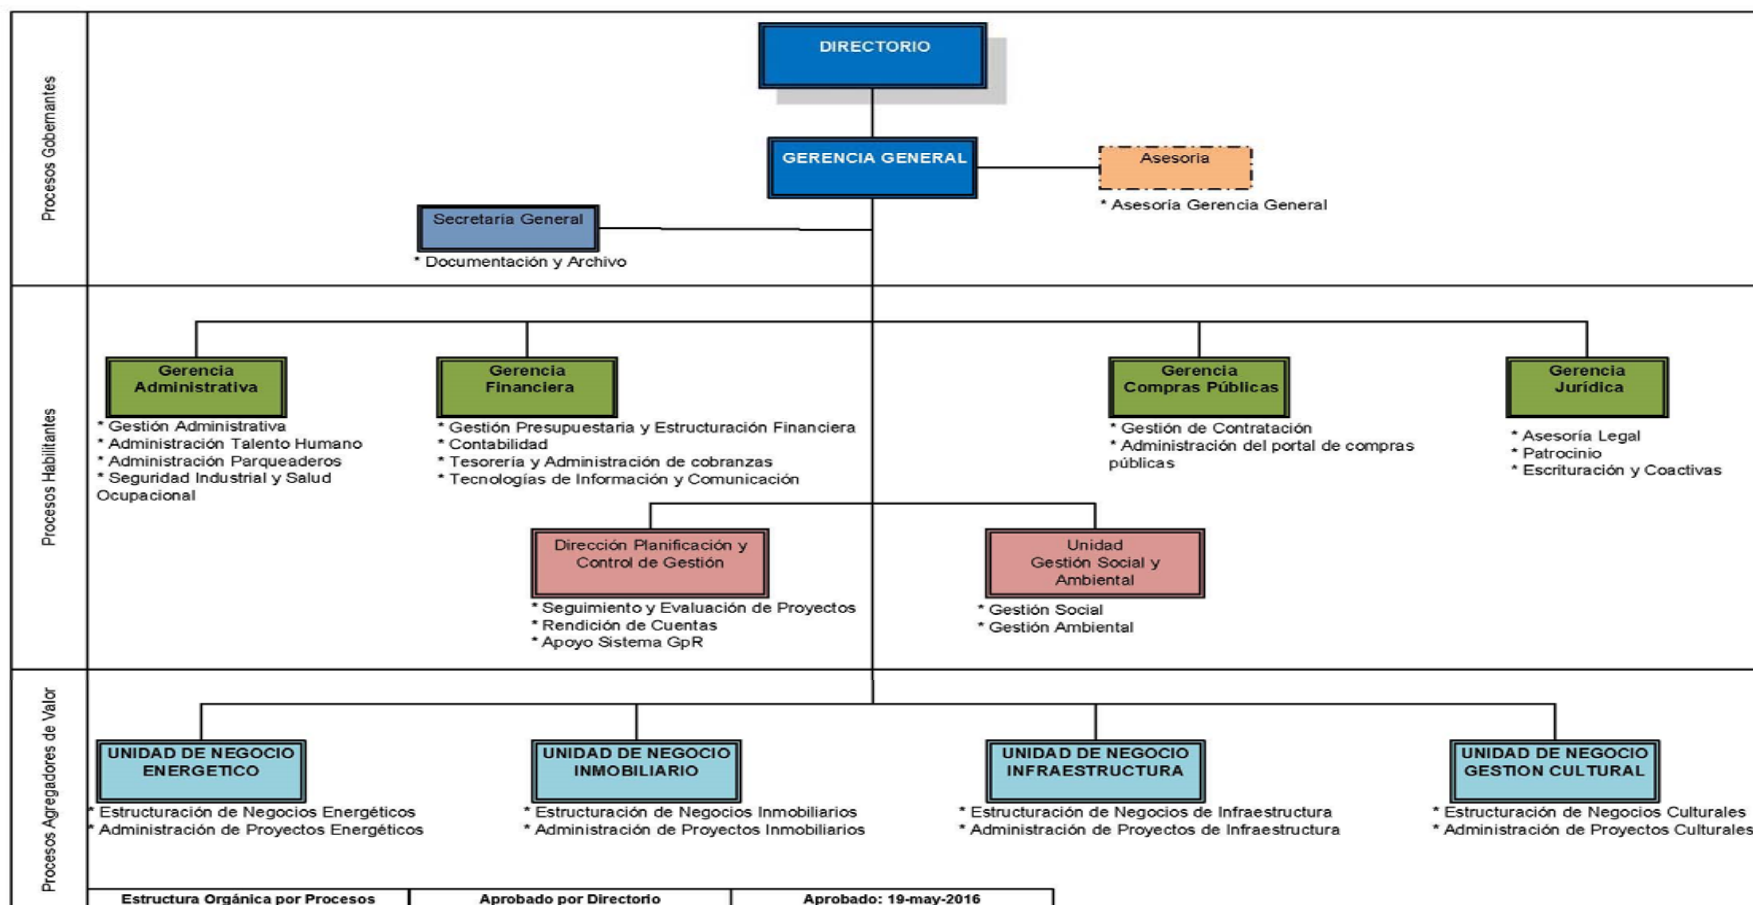 Procesos Gobernantes
DIRECTORIO
GERENCIA GENERAL
Asesoria
* Asesoría Gerencia General
Secretaría General
* Documentación y Archivo
Procesos Habilitantes
Gerencia
Administrativa
* Gestión Administrativa
* Administración Talento Humano
* Administración Parqueaderos
* Seguridad Industrial y Salud
Ocupacional
Gerencia
Financiera
* Gestión Presupuestaria y Estructuración Financiera
* Contabilidad
* Tesorería y Administración de cobranzas
* Tecnologías de Información y Comunicación
Gerencia
Compras Públicas
* Gestión de Contratación
* Administración del portal de compras
públicas
Gerencia
Jurídica
* Asesoría Legal
* Patrocinio
* Escrituración y Coactivas
Dirección Planificación y
Control de Gestión
* Seguimiento y Evaluación de Proyectos
* Rendición de Cuentas
* Apoyo Sistema GpR
Unidad
Gestión Social y
Ambiental
* Gestión Social
* Gestión Ambiental
Procesos Agregadores de Valor
UNIDAD DE NEGOCIO
ENERGETICO
* Estructuración de Negocios Energéticos
* Administración de Proyectos Energéticos
UNIDAD DE NEGOCIO
INMOBILIARIO
* Estructuración de Negocios Inmobiliarios
* Administración de Proyectos Inmobiliarios
UNIDAD DE NEGOCIO
INFRAESTRUCTURA
* Estructuración de Negocios de Infraestructura
* Administración de Proyectos de Infraestructura
UNIDAD DE NEGOCIO
GESTION CULTURAL
* Estructuración de Negocios Culturales
* Administración de Proyectos Culturales
Estructura Orgánica por Procesos
Aprobado por Directorio
Aprobado: 19-may-2016